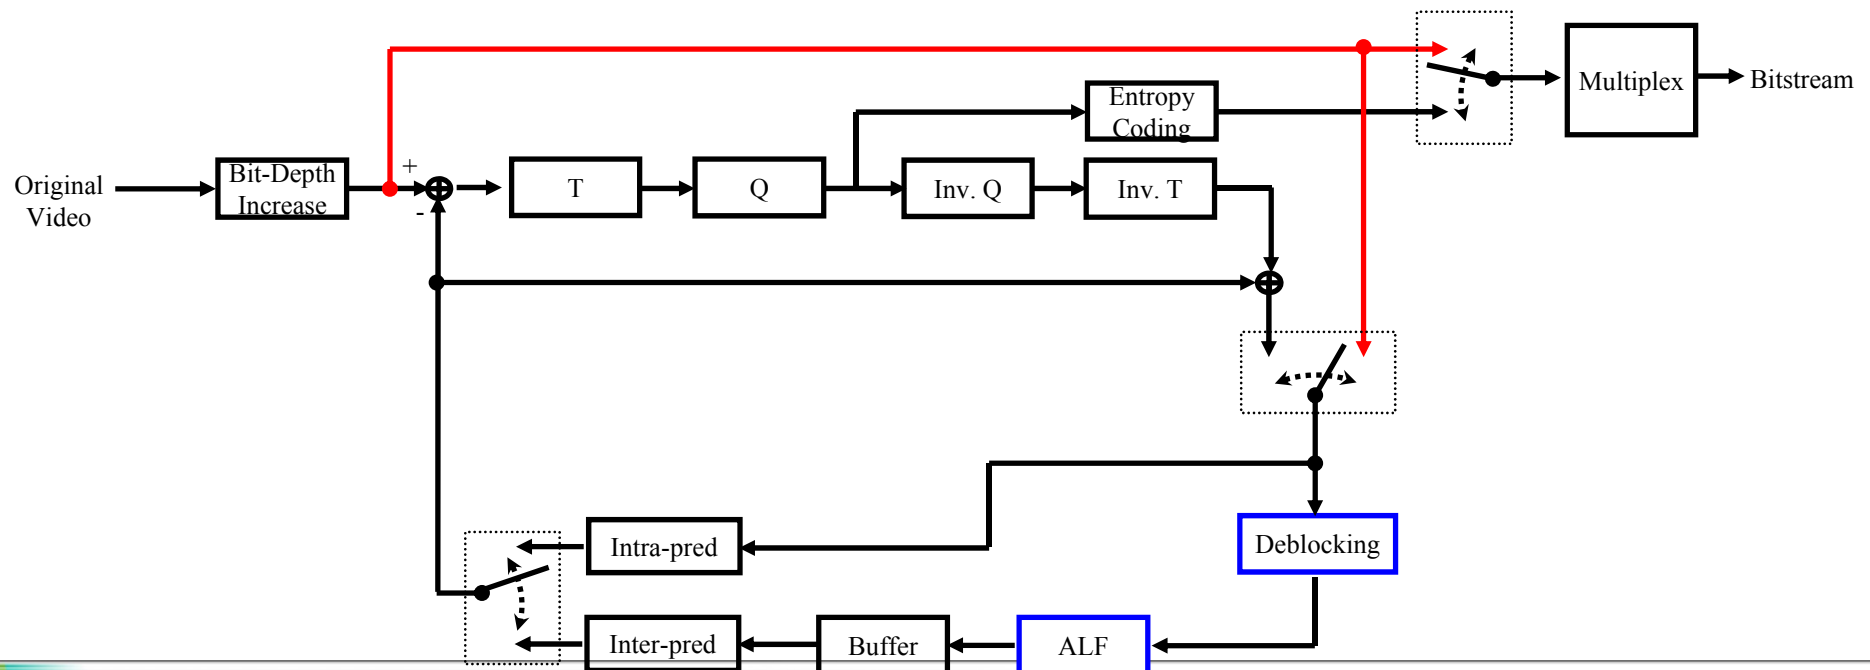 Entropy
Coding
Multiplex
Bitstream
Original
Video
Bit-Depth
Increase
+
-
T
Q
Inv. Q
Inv. T
Intra-pred
Deblocking
Inter-pred
Buffer
ALF